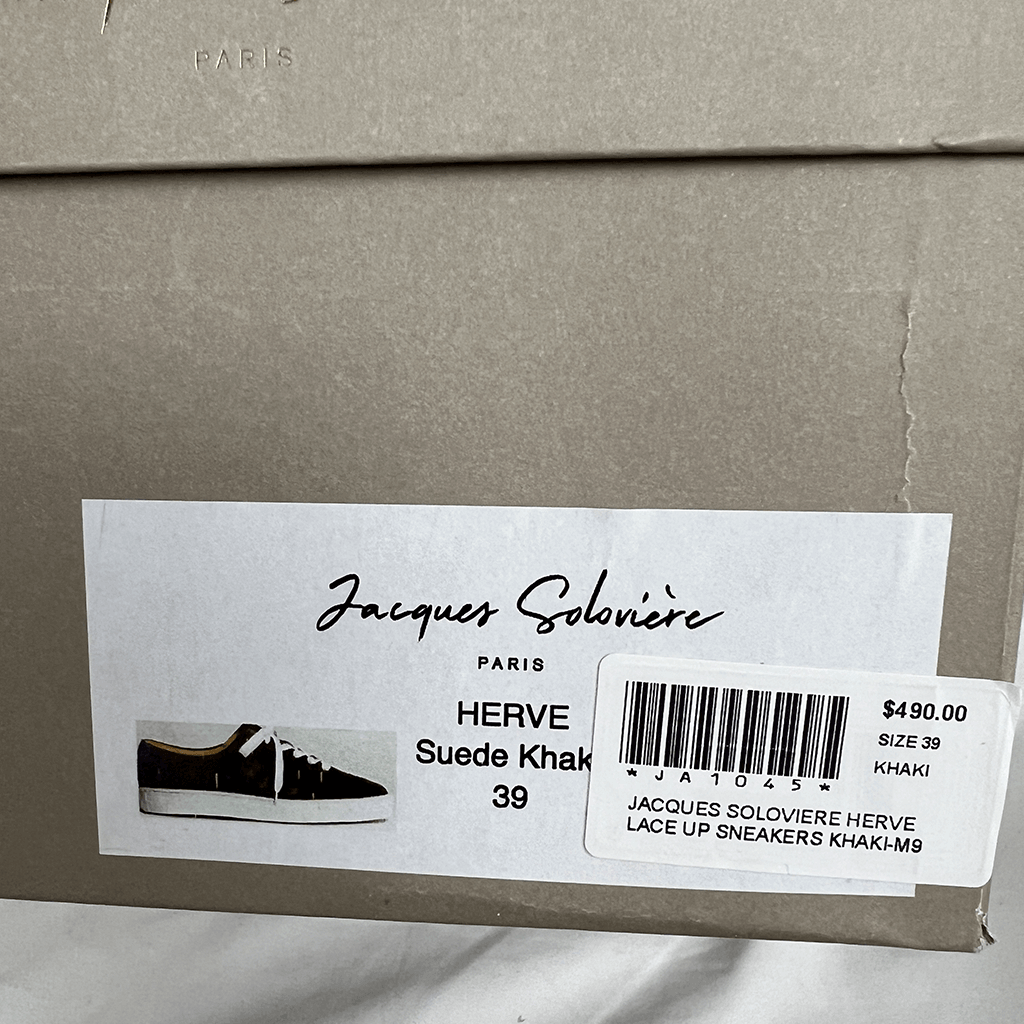 PARIS
Jacques Solovière
PARIS
HERVE
Suede Khak
39
$490.00
SIZE 39
KHAKI
*JA1045*
JACQUES SOLOVIERE HERVE
LACE UP SNEAKERS KHAKI-M9